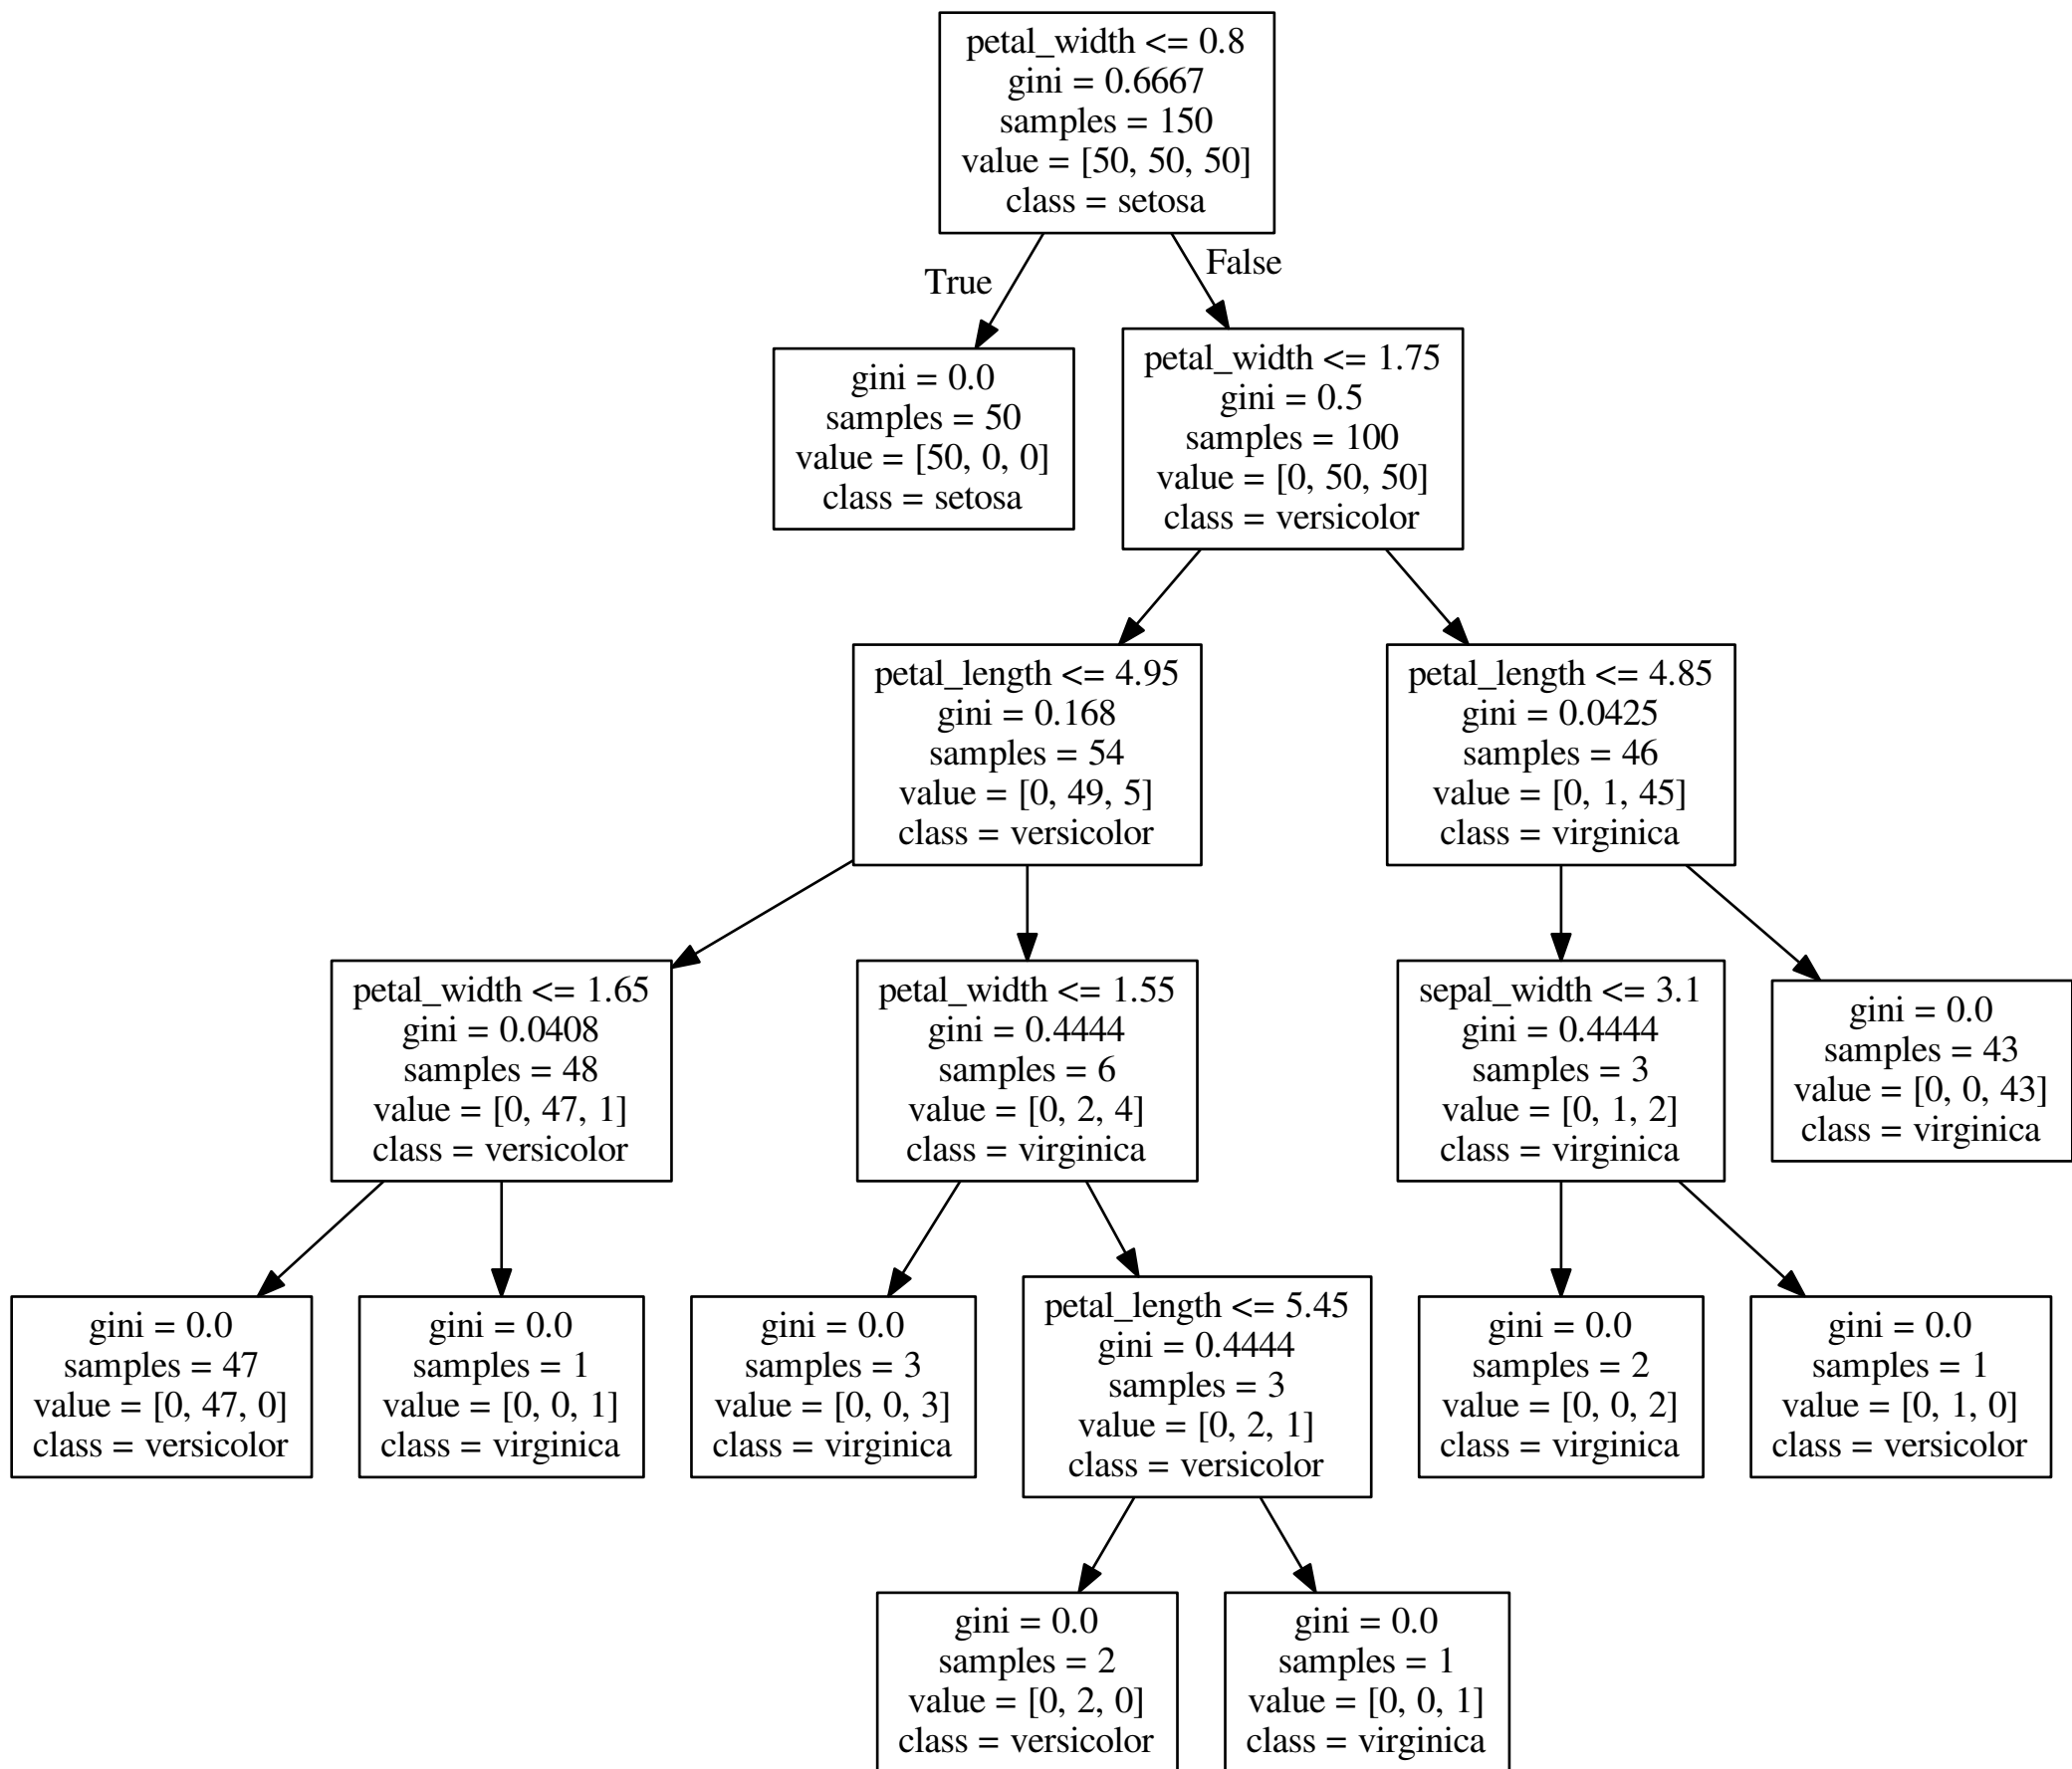 petal_width <= 0.8
gini = 0.6667
samples = 150
value = [50, 50, 50]
class = setosa
True
False
gini = 0.0
samples = 50
value = [50, 0, 0]
class = setosa
petal_width <= 1.75
gini = 0.5
samples = 100
value = [0, 50, 50]
class = versicolor
petal_length <= 4.95
gini = 0.168
samples = 54
value = [0, 49, 5]
class = versicolor
petal_length <= 4.85
gini = 0.0425
samples = 46
value = [0, 1, 45]
class = virginica
petal_width <= 1.65
gini = 0.0408
samples = 48
value = [0, 47, 1]
class = versicolor
petal_width <= 1.55
gini = 0.4444
samples = 6
value = [0, 2, 4]
class = virginica
sepal_width <= 3.1
gini = 0.4444
samples = 3
value = [0, 1, 2]
class = virginica
gini = 0.0
samples = 43
value = [0, 0, 43]
class = virginica
gini = 0.0
samples = 47
value = [0, 47, 0]
class = versicolor
gini = 0.0
samples = 1
value = [0, 0, 1]
class = virginica
gini = 0.0
samples = 3
value = [0, 0, 3]
class = virginica
petal_length <= 5.45
gini = 0.4444
samples = 3
value = [0, 2, 1]
class = versicolor
gini = 0.0
samples = 2
value = [0, 0, 2]
class = virginica
gini = 0.0
samples = 1
value = [0, 1, 0]
class = versicolor
gini = 0.0
samples = 2
value = [0, 2, 0]
class = versicolor
gini = 0.0
samples = 1
value = [0, 0, 1]
class = virginica